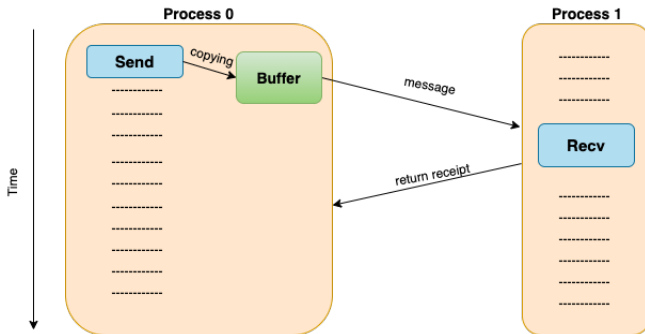 Process 0
Process 1
Send
copying
Buffer
message
Recv
return receipt
Time